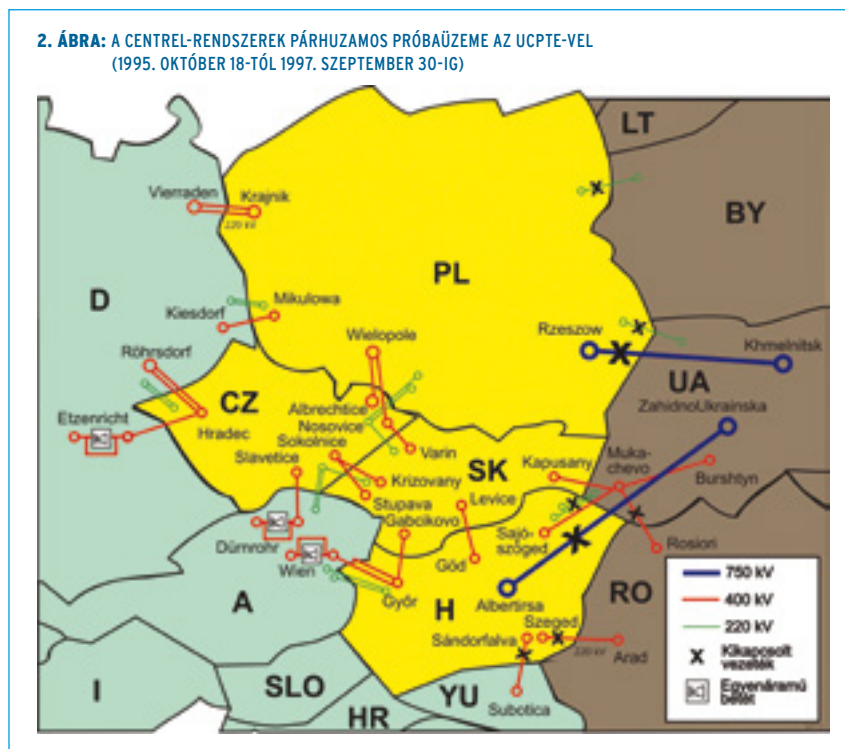 2. ÁBRA: A CENTREL-RENDSZEREK PÁRHUZAMOS PRÓBAÜZEME AZ UCPTE-VEL
(1995. OKTÓBER 18-TÓL 1997. SZEPTEMBER 30-IG)
LT
Vierraden
Krajnik
220 kV
BY
PL
D
Kiesdorf
Mikulowa
Wielopole
Rzeszow
Khmelnitsk
Röhrsdorf
UA
CZ
ZahidnoUkrainska
Etzenricht
Hradec
Albrechtice
Nosovice
Sokolnice
Slavetice
Varin
SK
Kapusany
Muka-
chevo
Burshtyn
Krizovany
Stupava
Levice
Gabcikovo
Sajó-
szöged
Rosiori
Dürnrohr
Wien
Göd
A
Győr
H
Albertirsa
Szeged
RO
Sándorfalva
220 kV
Arad
I
SLO
YU
HR
Subotica
750 kV
400 kV
220 kV
X Kikapcsolt
vezeték
Egyenáramú
betét